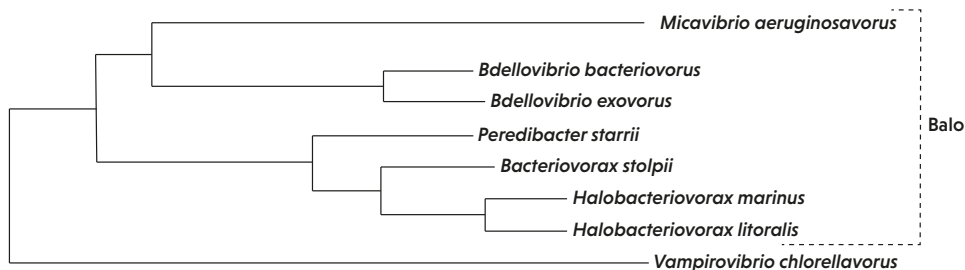 Micavibrio aeruginosavorus
Bdellovibrio bacteriovorus
Bdellovibrio exovorus
Balo
Peredibacter starrii
Bacteriovorax stolpii
Halobacteriovorax marinus
Halobacteriovorax litoralis
Vampirovibrio chlorellavorus